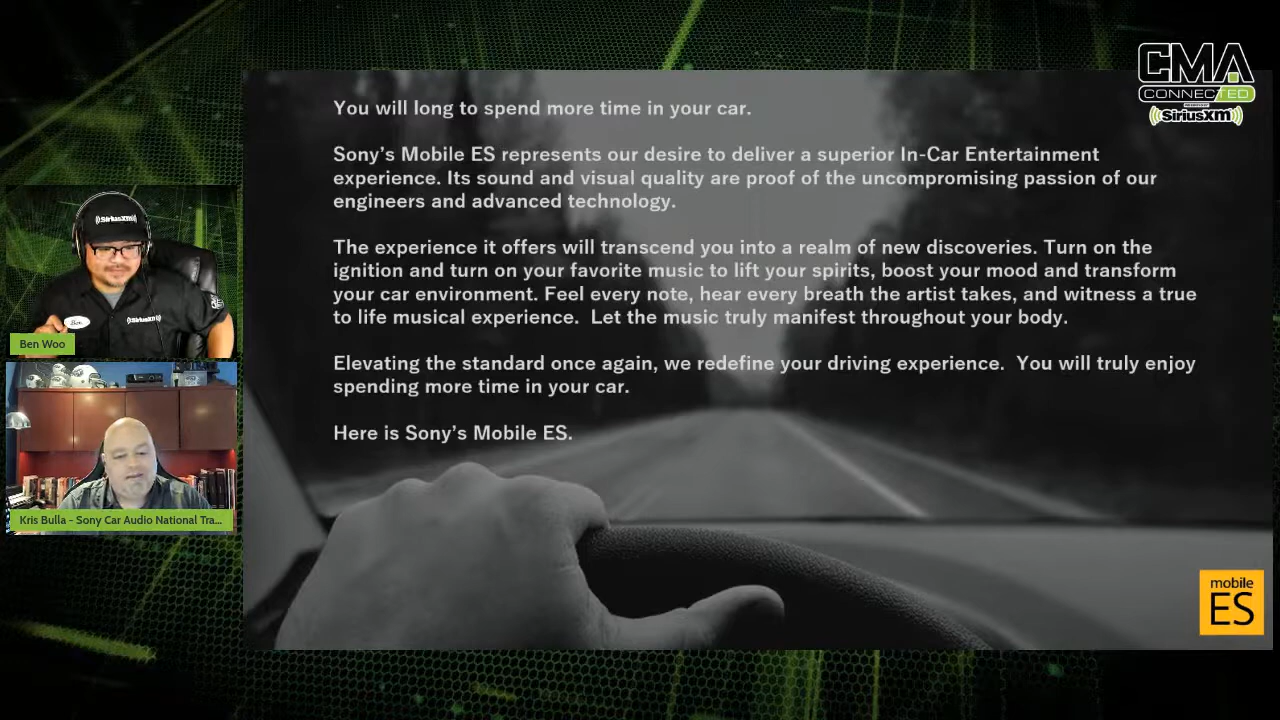 CMA
CONNECTED
((SiriusXM))
You will long to spend more time in your car.
Sony's Mobile ES represents our desire to deliver a superior In-Car Entertainment
experience. Its sound and visual quality are proof of the uncompromising passion of our
engineers and advanced technology.
The experience it offers will transcend you into a realm of new discoveries. Turn on the
ignition and turn on your favorite music to lift your spirits, boost your mood and transform
your car environment. Feel every note, hear every breath the artist takes, and witness a true
to life musical experience. Let the music truly manifest throughout your body.
Elevating the standard once again, we redefine your driving experience. You will truly enjoy
spending more time in your car.
Here is Sony's Mobile ES.
((SiriusXM))
((SiriusXM))
Ben
Ben Woo
Kris Bulla - Sony Car Audio National Tra...
mobile
ES